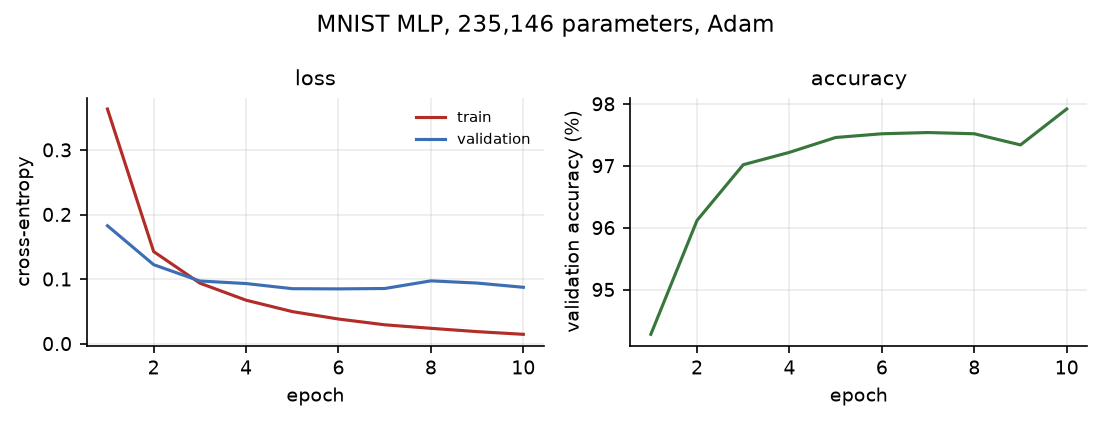 MNIST MLP, 235,146 parameters, Adam
loss
cross-entropy
0.3
0.2
0.1
0.0
train
validation
2 4 6 8 10
epoch
accuracy
validation accuracy (%)
98
97
96
95
2 4 6 8 10
epoch